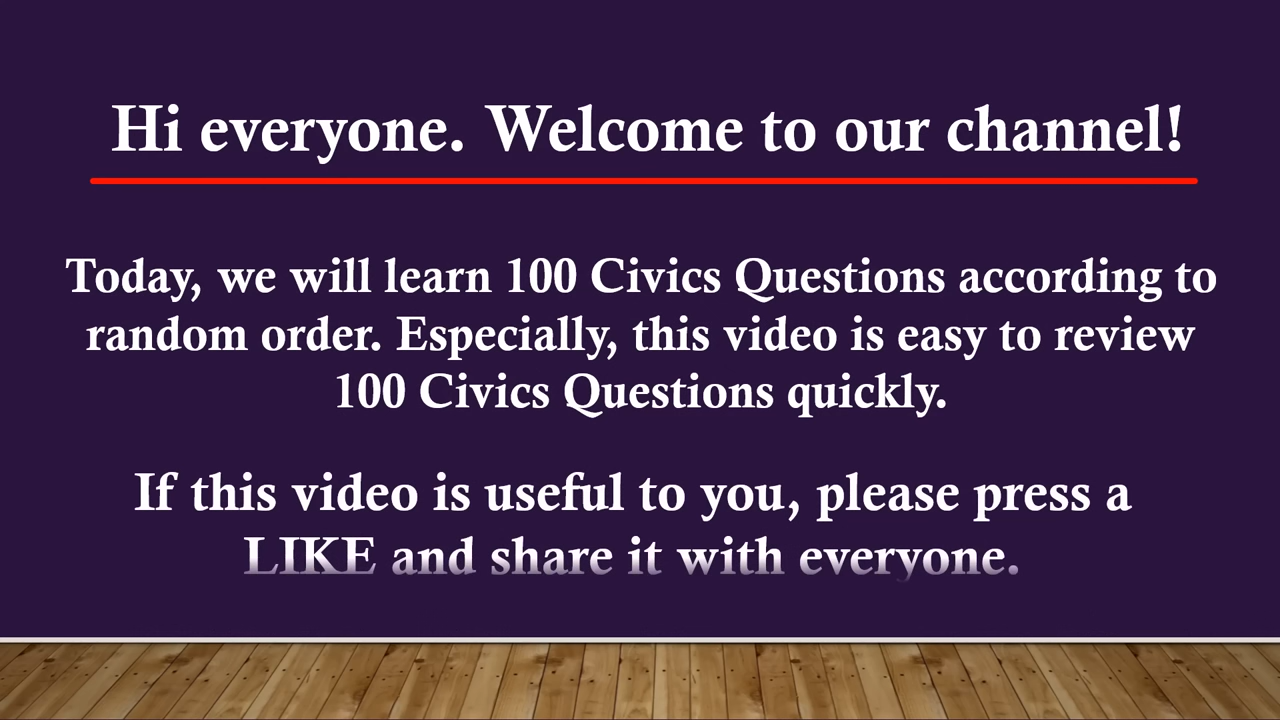 Hi everyone. Welcome to our channel!
Today, we will learn 100 Civics Questions according to
random order. Especially, this video is easy to review
100 Civics Questions quickly.
If this video is useful to you, please press a
LIKE and share it with everyone.